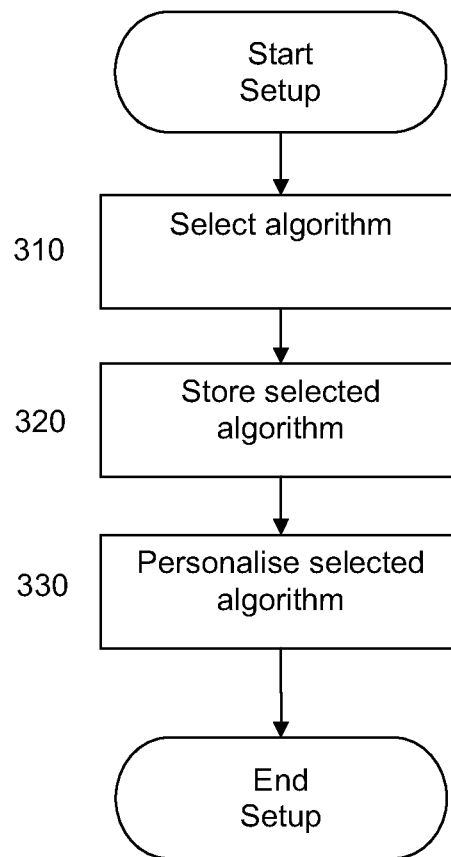 Start
Setup
310
Select algorithm
320
Store selected
algorithm
330
Personalise selected
algorithm
End
Setup